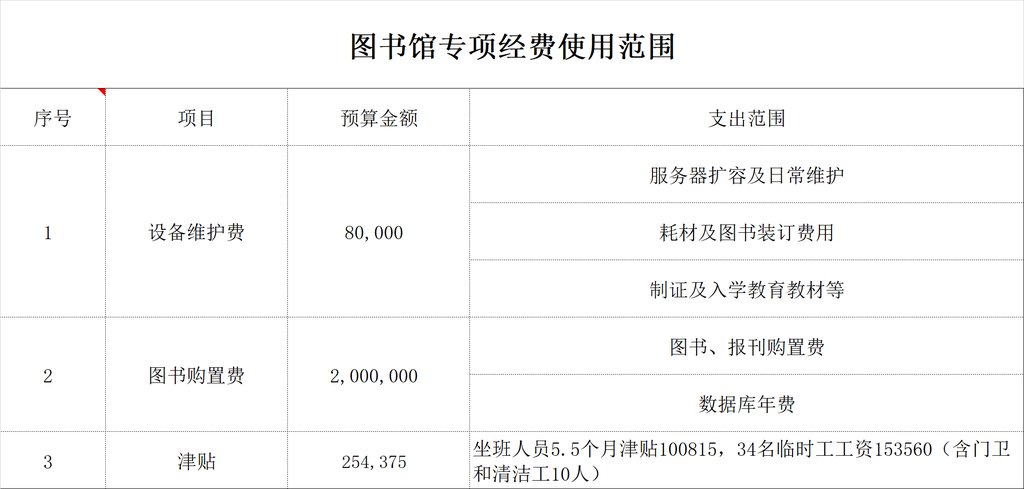 图书馆专项经费使用范围
序号 项目 预算金额 支出范围
1 设备维护费 80,000 服务器扩容及日常维护
耗材及图书装订费用
制证及入学教育教材等
2 图书购置费 2,000,000 图书、报刊购置费
数据库年费
3 津贴 254,375 坐班人员5.5个月津贴100815，34名临时工工资153560（含门卫
和清洁工10人）